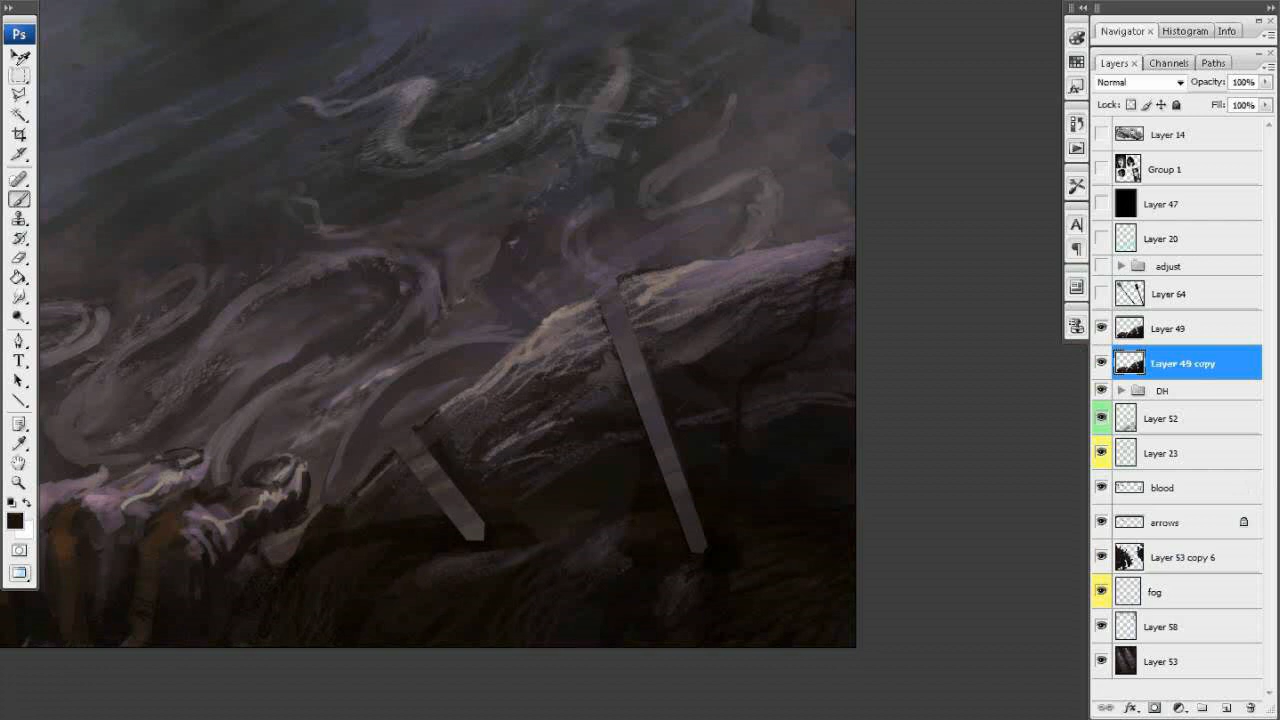 Ps
Navigator × Histogram Info
Layers × Channels Paths
Normal Opacity: 100%
Lock: Fill: 100%
Layer 14
Group 1
Layer 47
Layer 20
adjust
Layer 64
Layer 49
Layer 49 copy
DH
Layer 52
Layer 23
blood
arrows
Layer 53 copy 6
fog
Layer 58
Layer 53